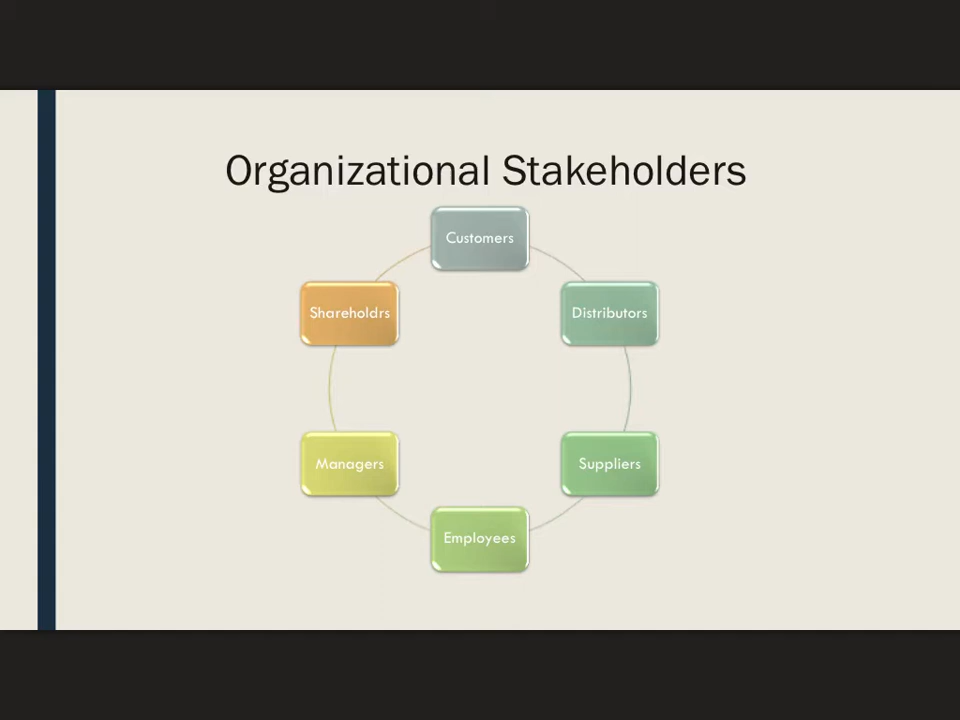 Organizational Stakeholders
Customers
Shareholdrs
Distributors
Managers
Suppliers
Employees